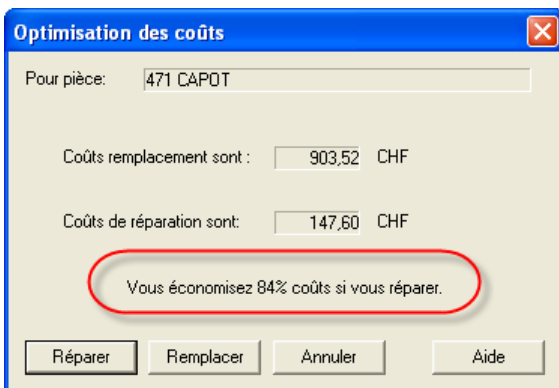 Optimisation des coûts
Pour pièce: 471 CAPOT
Coûts remplacement sont : 903,52 CHF
Coûts de réparation sont: 147,60 CHF
Vous économisez 84% coûts si vous réparer.
Réparer Remplacer Annuler Aide